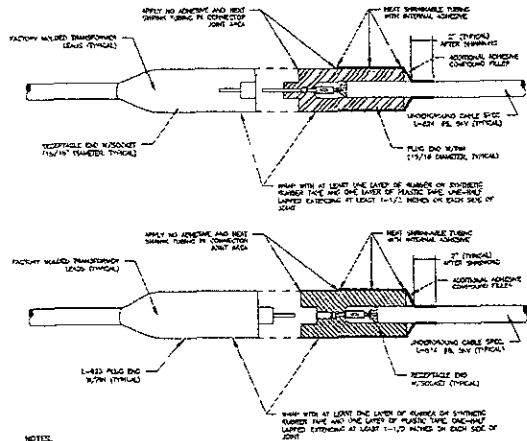 APPLY NO ADHESIVE AND HEAT
SHRINK TUBING IN CONNECTOR
JOINT AREA
HEAT SHRINKABLE TUBING
WITH INTERNAL ADHESIVE
2" (TYPICAL)
AFTER SHRINKING
ADDITIONAL ADHESIVE
COMPOUND FILLER
FACTORY MOLDED TRANSFORMER
LEADS (TYPICAL)
RECEPTACLE END W/SOCKET
(15/16" DIAMETER, TYPICAL)
UNDERGROUND CABLE SPEC.
L-824 #8, 5KV (TYPICAL)
PLUG END W/PIN
(15/16 DIAMETER, TYPICAL)
WRAP WITH AT LEAST ONE LAYER OF RUBBER OR SYNTHETIC
RUBBER TAPE AND ONE LAYER OF PLASTIC TAPE, ONE-HALF
LAPPED EXTENDING AT LEAST 1-1/2 INCHES ON EACH SIDE OF
JOINT
APPLY NO ADHESIVE AND HEAT
SHRINK TUBING IN CONNECTOR
JOINT AREA
HEAT SHRINKABLE TUBING
WITH INTERNAL ADHESIVE
2" (TYPICAL)
AFTER SHRINKING
ADDITIONAL ADHESIVE
COMPOUND FILLER
FACTORY MOLDED TRANSFORMER
LEADS (TYPICAL)
UNDERGROUND CABLE SPEC.
#8, 5KV (TYPICAL)
L-823 PLUG END
W/PIN (TYPICAL)
RECEPTACLE END
W/SOCKET (TYPICAL)
WRAP WITH AT LEAST ONE LAYER OF RUBBER OR SYNTHETIC
RUBBER TAPE AND ONE LAYER OF PLASTIC TAPE, ONE-HALF
LAPPED EXTENDING AT LEAST 1-1/2 INCHES ON EACH SIDE OF
JOINT
NOTES: